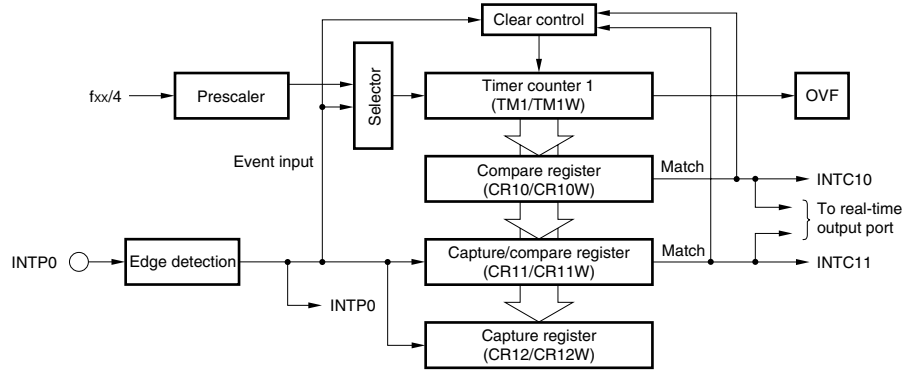 Clear control
fxx/4
Prescaler
Selector
Timer counter 1
(TM1/TM1W)
OVF
Event input
Compare register
(CR10/CR10W)
Match
INTC10
To real-time
output port
INTP0
Edge detection
Capture/compare register
(CR11/CR11W)
Match
INTC11
INTP0
Capture register
(CR12/CR12W)